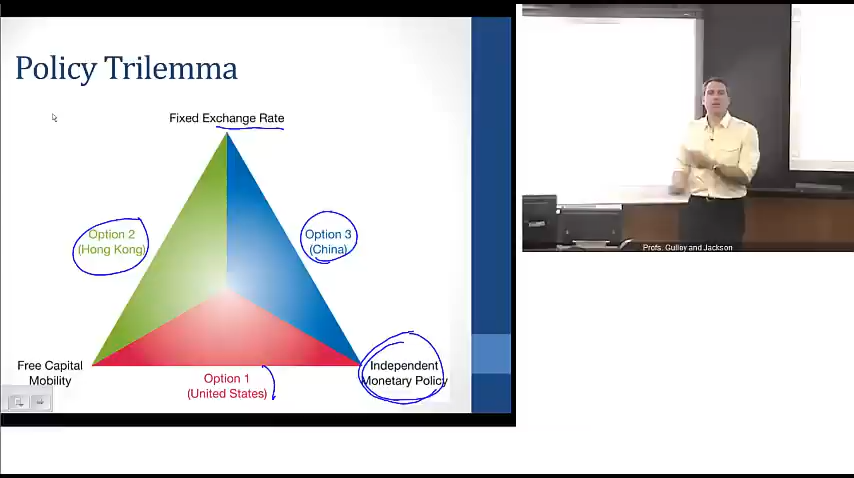 Policy Trilemma
Fixed Exchange Rate
Option 2
(Hong Kong)
Option 3
(China)
Free Capital
Mobility
Option 1
(United States)
Independent
Monetary Policy
Profs. Gulley and Jackson